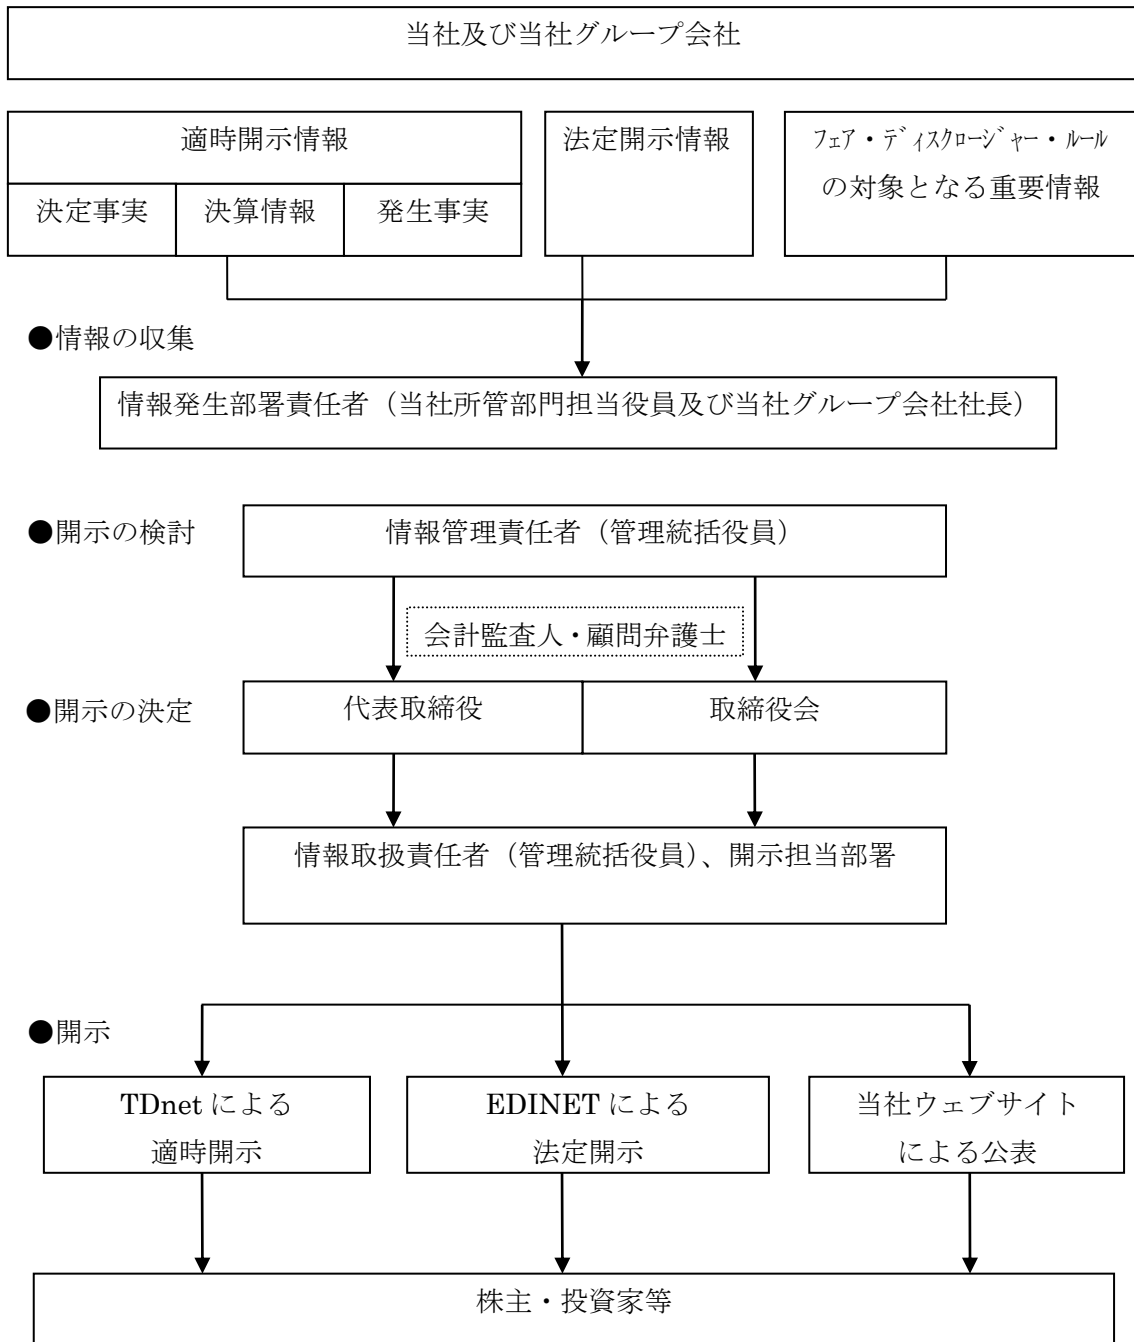 当社及び当社グループ会社
適時開示情報
決定事実
決算情報
発生事実
法定開示情報
ﾌｪｱ・ﾃﾞｨｽｸﾛｰｼﾞｬｰ・ﾙｰﾙ
の対象となる重要情報
●情報の収集
情報発生部署責任者（当社所管部門担当役員及び当社グループ会社社長）
●開示の検討
情報管理責任者（管理統括役員）
会計監査人・顧問弁護士
●開示の決定
代表取締役
取締役会
情報取扱責任者（管理統括役員）、開示担当部署
●開示
TDnet による
適時開示
EDINET による
法定開示
当社ウェブサイト
による公表
株主・投資家等